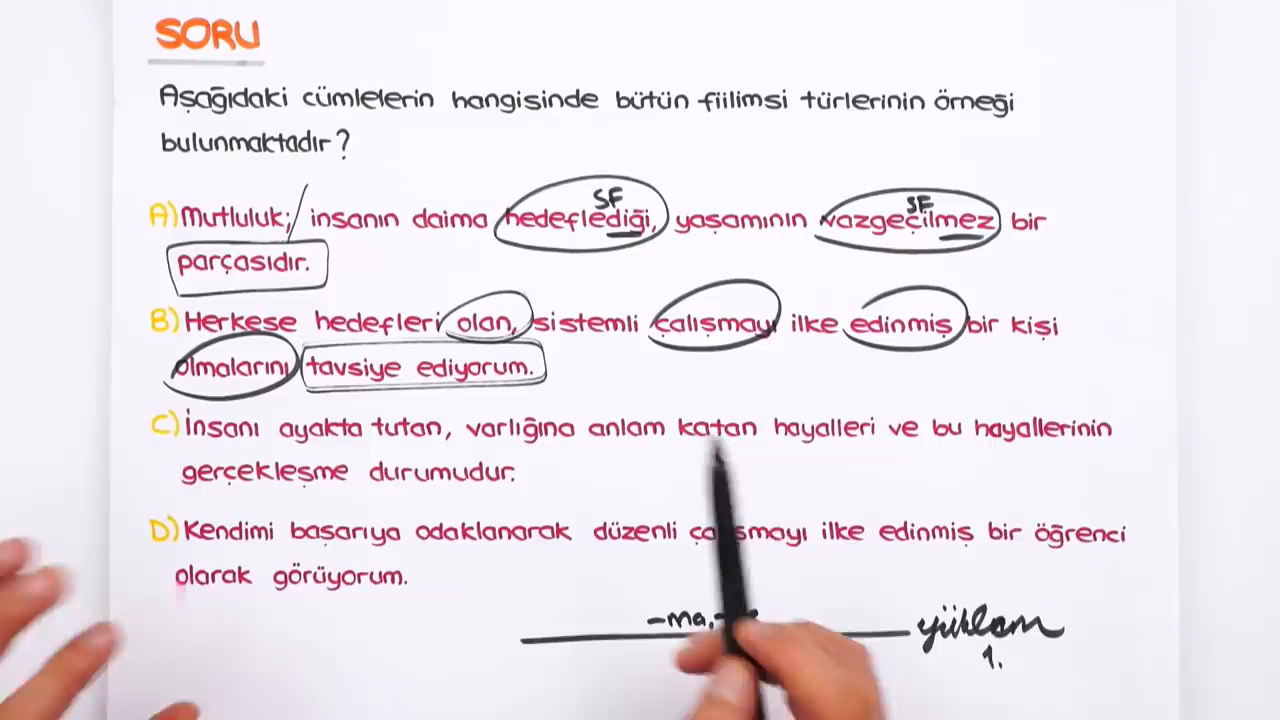 SORU
Aşağıdaki cümlelerin hangisinde bütün fiilimsi türlerinin örneği
bulunmaktadır?
SF SF
A) Mutluluk; insanın daima hedeflediği, yaşamının vazgeçilmez bir
parçasıdır.
B) Herkese hedefleri olan, sistemli çalışmayı ilke edinmiş bir kişi
olmalarını tavsiye ediyorum.
C) İnsanı ayakta tutan, varlığına anlam katan hayalleri ve bu hayallerinin
gerçekleşme durumudur.
D) Kendimi başarıya odaklanarak düzenli çalışmayı ilke edinmiş bir öğrenci
olarak görüyorum.
-ma, yüklem
1.